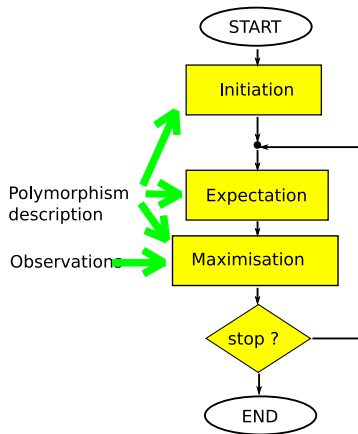 START
Initiation
Polymorphism
description
Expectation
Observations
Maximisation
stop ?
END